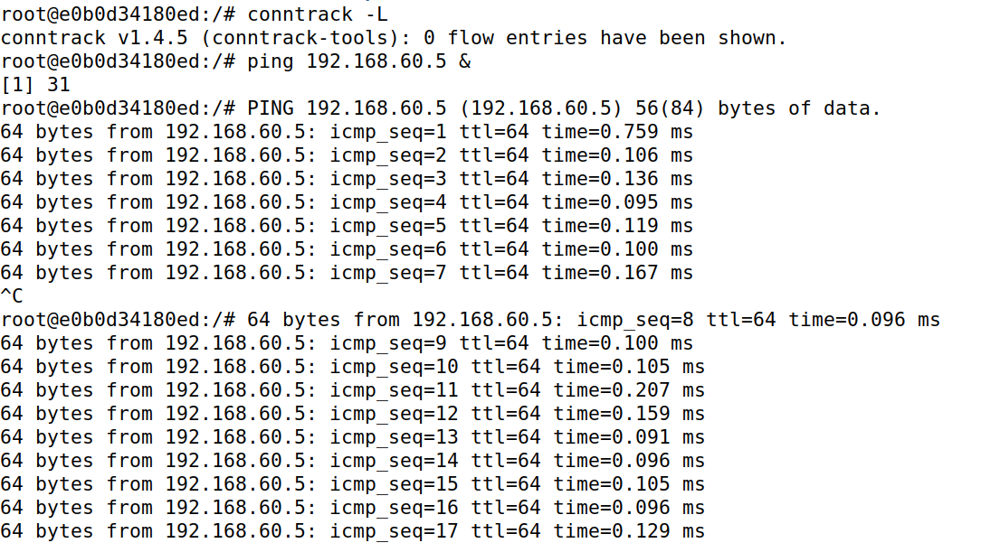 root@e0b0d34180ed:/# conntrack -L
conntrack v1.4.5 (conntrack-tools): 0 flow entries have been shown.
root@e0b0d34180ed:/# ping 192.168.60.5 &
[1] 31
root@e0b0d34180ed:/# PING 192.168.60.5 (192.168.60.5) 56(84) bytes of data.
64 bytes from 192.168.60.5: icmp_seq=1 ttl=64 time=0.759 ms
64 bytes from 192.168.60.5: icmp_seq=2 ttl=64 time=0.106 ms
64 bytes from 192.168.60.5: icmp_seq=3 ttl=64 time=0.136 ms
64 bytes from 192.168.60.5: icmp_seq=4 ttl=64 time=0.095 ms
64 bytes from 192.168.60.5: icmp_seq=5 ttl=64 time=0.119 ms
64 bytes from 192.168.60.5: icmp_seq=6 ttl=64 time=0.100 ms
64 bytes from 192.168.60.5: icmp_seq=7 ttl=64 time=0.167 ms
^C
root@e0b0d34180ed:/# 64 bytes from 192.168.60.5: icmp_seq=8 ttl=64 time=0.096 ms
64 bytes from 192.168.60.5: icmp_seq=9 ttl=64 time=0.100 ms
64 bytes from 192.168.60.5: icmp_seq=10 ttl=64 time=0.105 ms
64 bytes from 192.168.60.5: icmp_seq=11 ttl=64 time=0.207 ms
64 bytes from 192.168.60.5: icmp_seq=12 ttl=64 time=0.159 ms
64 bytes from 192.168.60.5: icmp_seq=13 ttl=64 time=0.091 ms
64 bytes from 192.168.60.5: icmp_seq=14 ttl=64 time=0.096 ms
64 bytes from 192.168.60.5: icmp_seq=15 ttl=64 time=0.105 ms
64 bytes from 192.168.60.5: icmp_seq=16 ttl=64 time=0.096 ms
64 bytes from 192.168.60.5: icmp_seq=17 ttl=64 time=0.129 ms